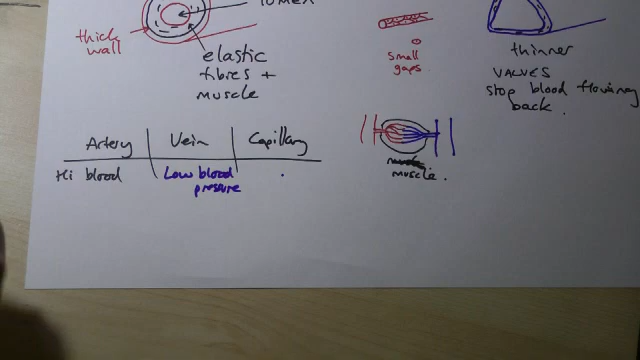 lumen
thick
wall
elastic
fibres +
muscle
small
gaps
thinner
VALVES
stop blood flowing
back.
Artery
Vein
Capillary
Hi blood
Low blood
pressure
muscle.